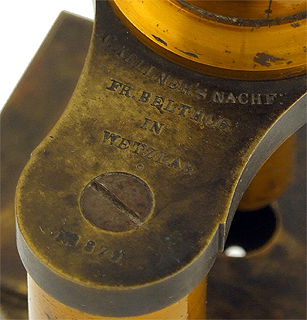 C. KELLNER'S NACHF.
FR. BELTHLE
IN
WETZLAR